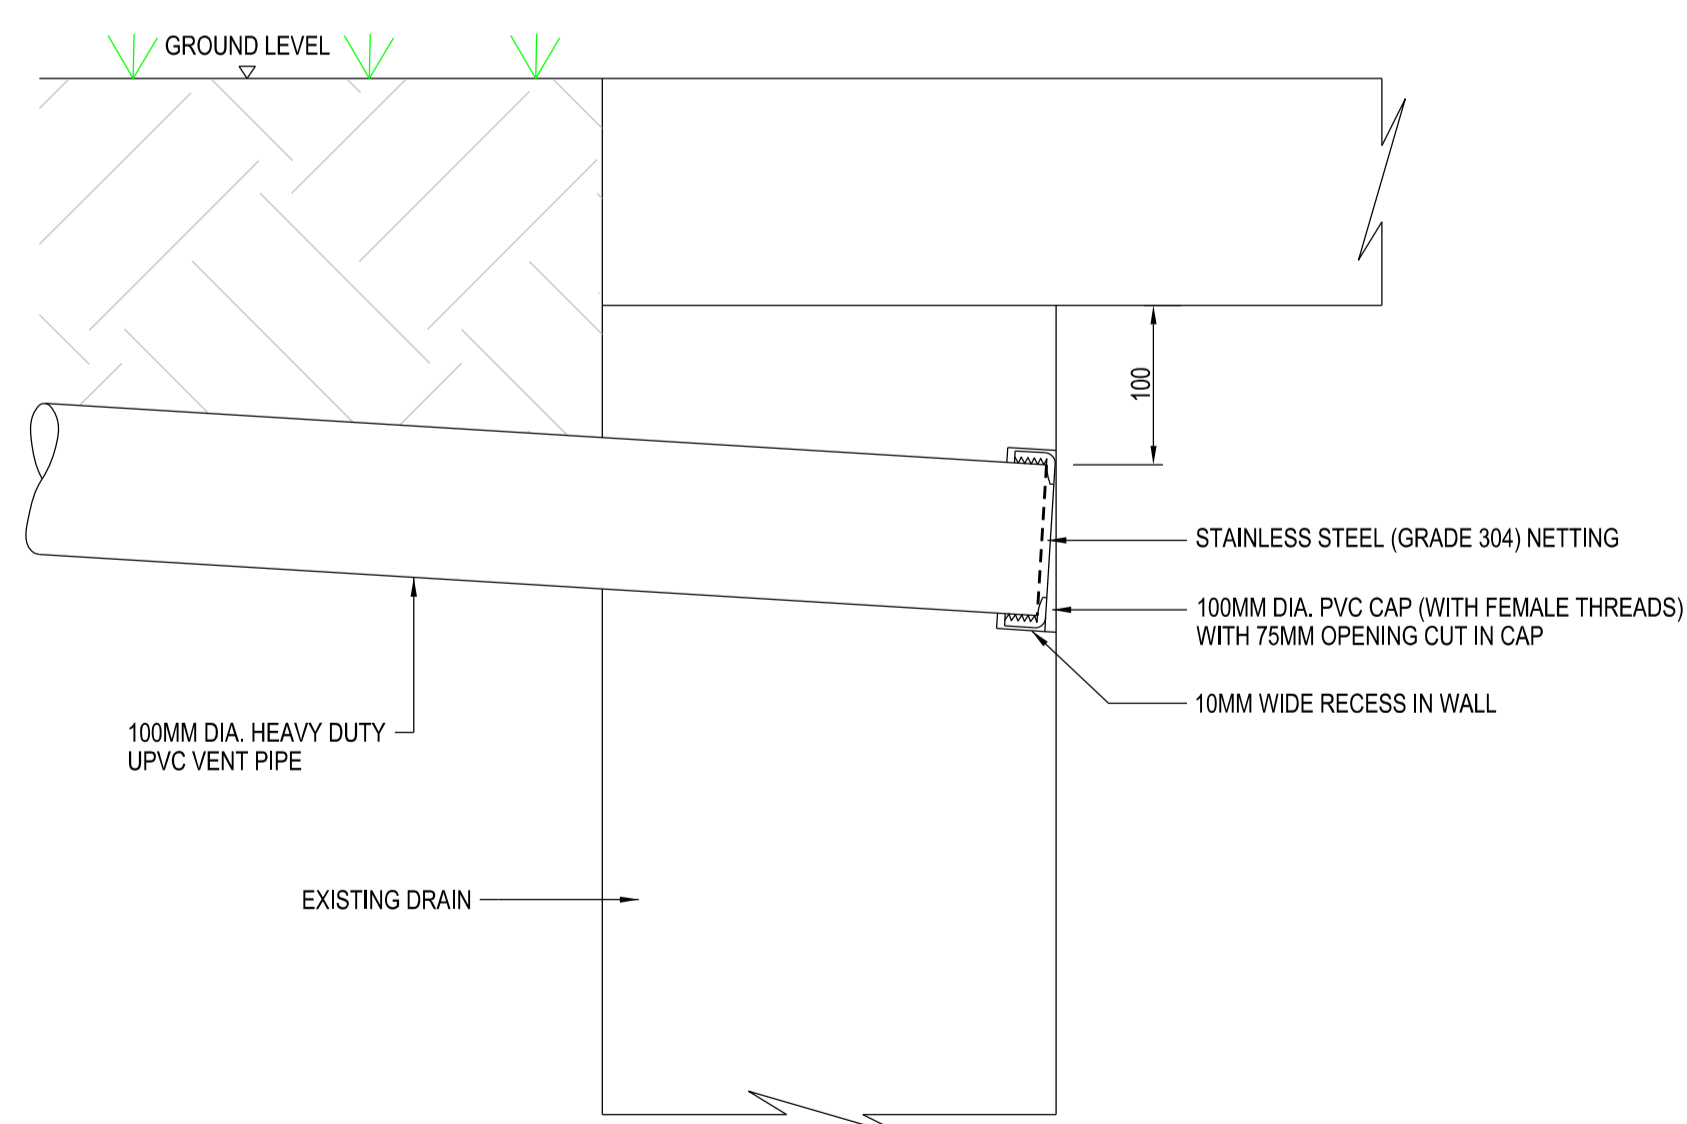 GROUND LEVEL
100
STAINLESS STEEL (GRADE 304) NETTING
100MM DIA. PVC CAP (WITH FEMALE THREADS)
WITH 75MM OPENING CUT IN CAP
10MM WIDE RECESS IN WALL
100MM DIA. HEAVY DUTY
UPVC VENT PIPE
EXISTING DRAIN